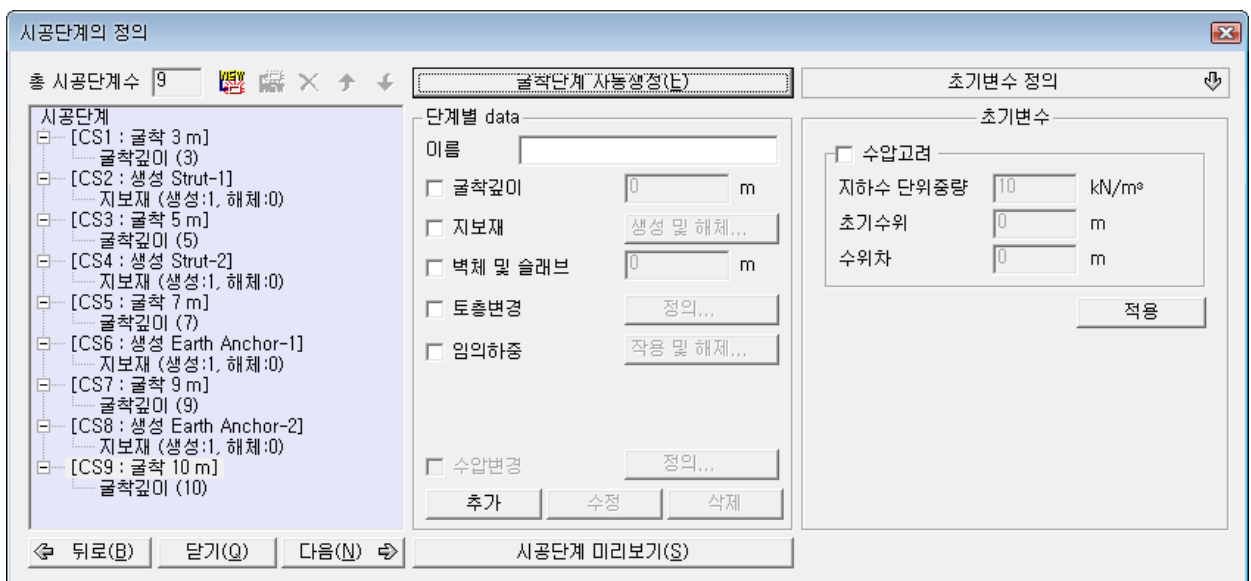 시공단계의 정의
총 시공단계수 9
NEW
굴착단계 자동생성(E)
초기변수 정의
시공단계
[CS1 : 굴착 3 m]
굴착깊이 (3)
[CS2 : 생성 Strut-1]
지보재 (생성:1, 해체:0)
[CS3 : 굴착 5 m]
굴착깊이 (5)
[CS4 : 생성 Strut-2]
지보재 (생성:1, 해체:0)
[CS5 : 굴착 7 m]
굴착깊이 (7)
[CS6 : 생성 Earth Anchor-1]
지보재 (생성:1, 해체:0)
[CS7 : 굴착 9 m]
굴착깊이 (9)
[CS8 : 생성 Earth Anchor-2]
지보재 (생성:1, 해체:0)
[CS9 : 굴착 10 m]
굴착깊이 (10)
뒤로(B)
닫기(Q)
다음(N)
단계별 data
이름
굴착깊이 0 m
지보재 생성 및 해체...
벽체 및 슬래브 0 m
토층변경 정의...
임의하중 작용 및 해제...
수압변경 정의...
추가 수정 삭제
시공단계 미리보기(S)
초기변수
수압고려
지하수 단위중량 10 kN/m³
초기수위 0 m
수위차 0 m
적용